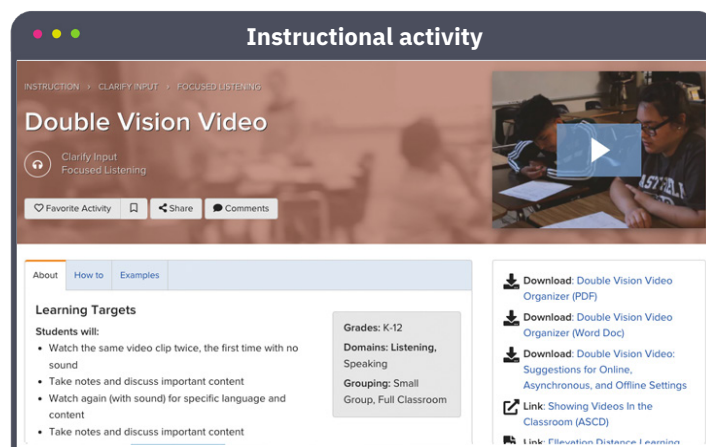 Instructional activity
INSTRUCTION > CLARIFY INPUT > FOCUSED LISTENING
Double Vision Video
Clarify Input
Focused Listening
Favorite Activity
Share
Comments
About
How to
Examples
Learning Targets
Students will:
• Watch the same video clip twice, the first time with no
sound
• Take notes and discuss important content
• Watch again (with sound) for specific language and
content
• Take notes and discuss important content
Grades: K-12
Domains: Listening,
Speaking
Grouping: Small
Group, Full Classroom
Download: Double Vision Video
Organizer (PDF)
Download: Double Vision Video
Organizer (Word Doc)
Download: Double Vision Video:
Suggestions for Online,
Asynchronous, and Offline Settings
Link: Showing Videos In the
Classroom (ASCD)
Link: Ellevation Distance Learning